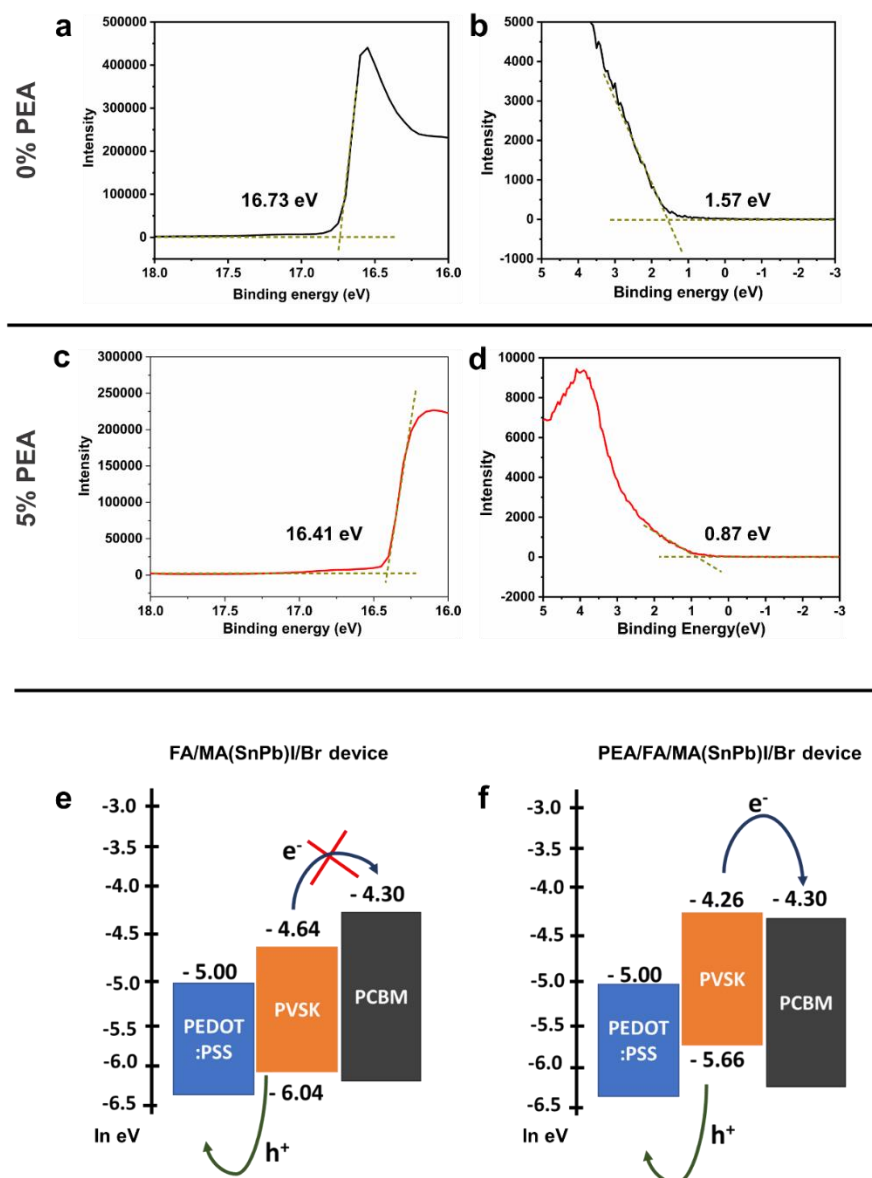 0% PEA
a
500000
400000
300000
200000
100000
0
Intensity
16.73 eV
18.0 17.5 17.0 16.5 16.0
Binding energy (eV)
b
5000
4000
3000
2000
1000
0
-1000
Intensity
1.57 eV
5 4 3 2 1 0 -1 -2 -3
Binding energy (eV)
5% PEA
c
300000
250000
200000
150000
100000
50000
0
Intensity
16.41 eV
18.0 17.5 17.0 16.5 16.0
Binding energy (eV)
d
10000
8000
6000
4000
2000
0
-2000
Intensity
0.87 eV
5 4 3 2 1 0 -1 -2 -3
Binding Energy(eV)
FA/MA(SnPb)I/Br device
e
-3.0
-3.5
-4.0
-4.5
-5.0
-5.5
-6.0
-6.5
In eV
e-
- 4.30
- 4.64
- 5.00
PEDOT
:PSS
PVSK
PCBM
- 6.04
h+
PEA/FA/MA(SnPb)I/Br device
f
-3.0
-3.5
-4.0
-4.5
-5.0
-5.5
-6.0
-6.5
In eV
e-
- 4.26
- 4.30
- 5.00
PEDOT
:PSS
PVSK
PCBM
- 5.66
h+